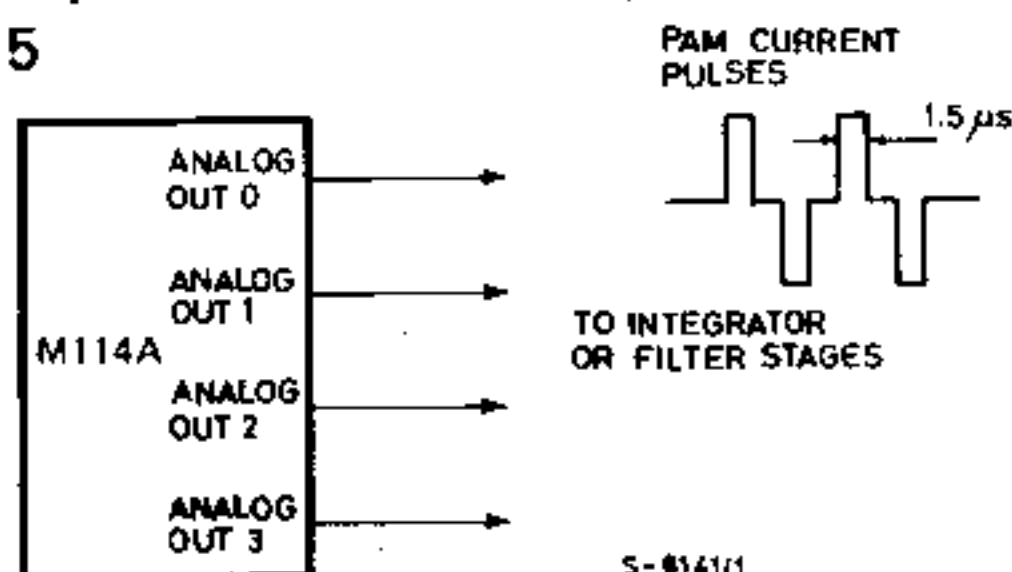 5
PAM CURRENT
PULSES
1.5 µs
ANALOG
OUT 0
ANALOG
OUT 1
M114A
ANALOG
OUT 2
ANALOG
OUT 3
TO INTEGRATOR
OR FILTER STAGES